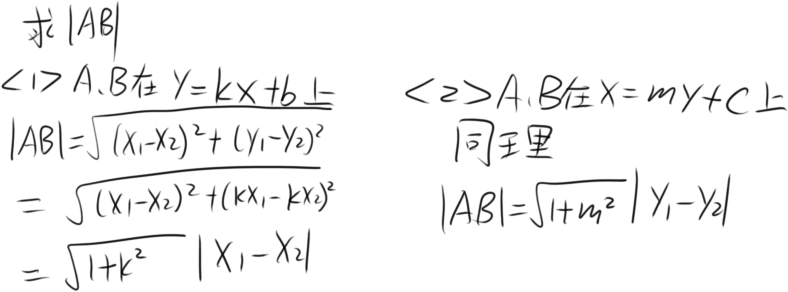 求|AB|
<1> A、B在 y=kx+b上
|AB|=√(x₁-x₂)²+(y₁-y₂)²
=√(x₁-x₂)²+(kx₁-kx₂)²
=√1+k² |x₁-x₂|
<2> A、B在x=my+c上
同理
|AB|=√1+m² |y₁-y₂|